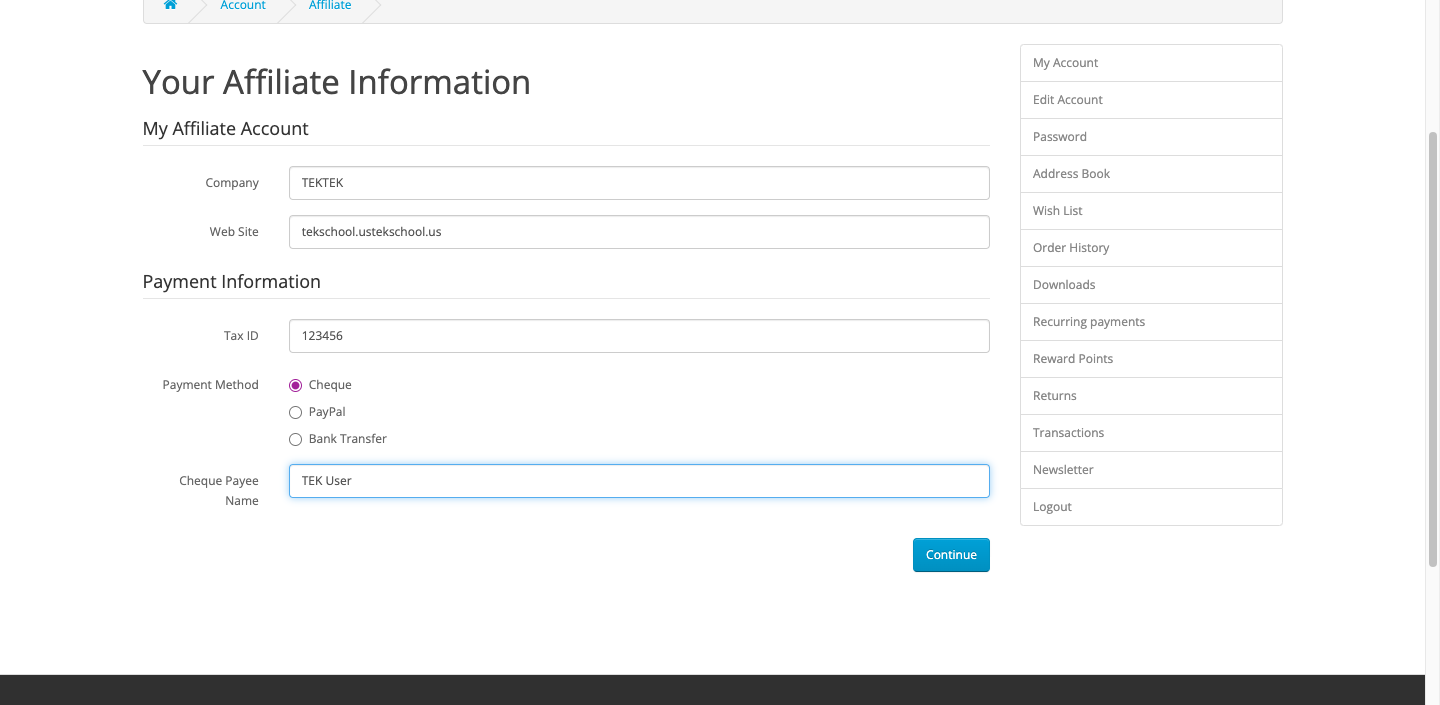 Account
Affiliate
Your Affiliate Information
My Affiliate Account
Company
TEKTEK
Web Site
tekschool.ustekschool.us
Payment Information
Tax ID
123456
Payment Method
Cheque
PayPal
Bank Transfer
Cheque Payee
Name
TEK User
Continue
My Account
Edit Account
Password
Address Book
Wish List
Order History
Downloads
Recurring payments
Reward Points
Returns
Transactions
Newsletter
Logout